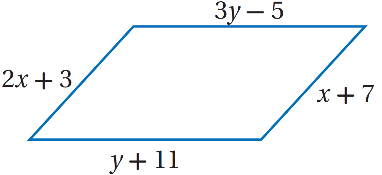 3y − 5
2x + 3
x + 7
y + 11